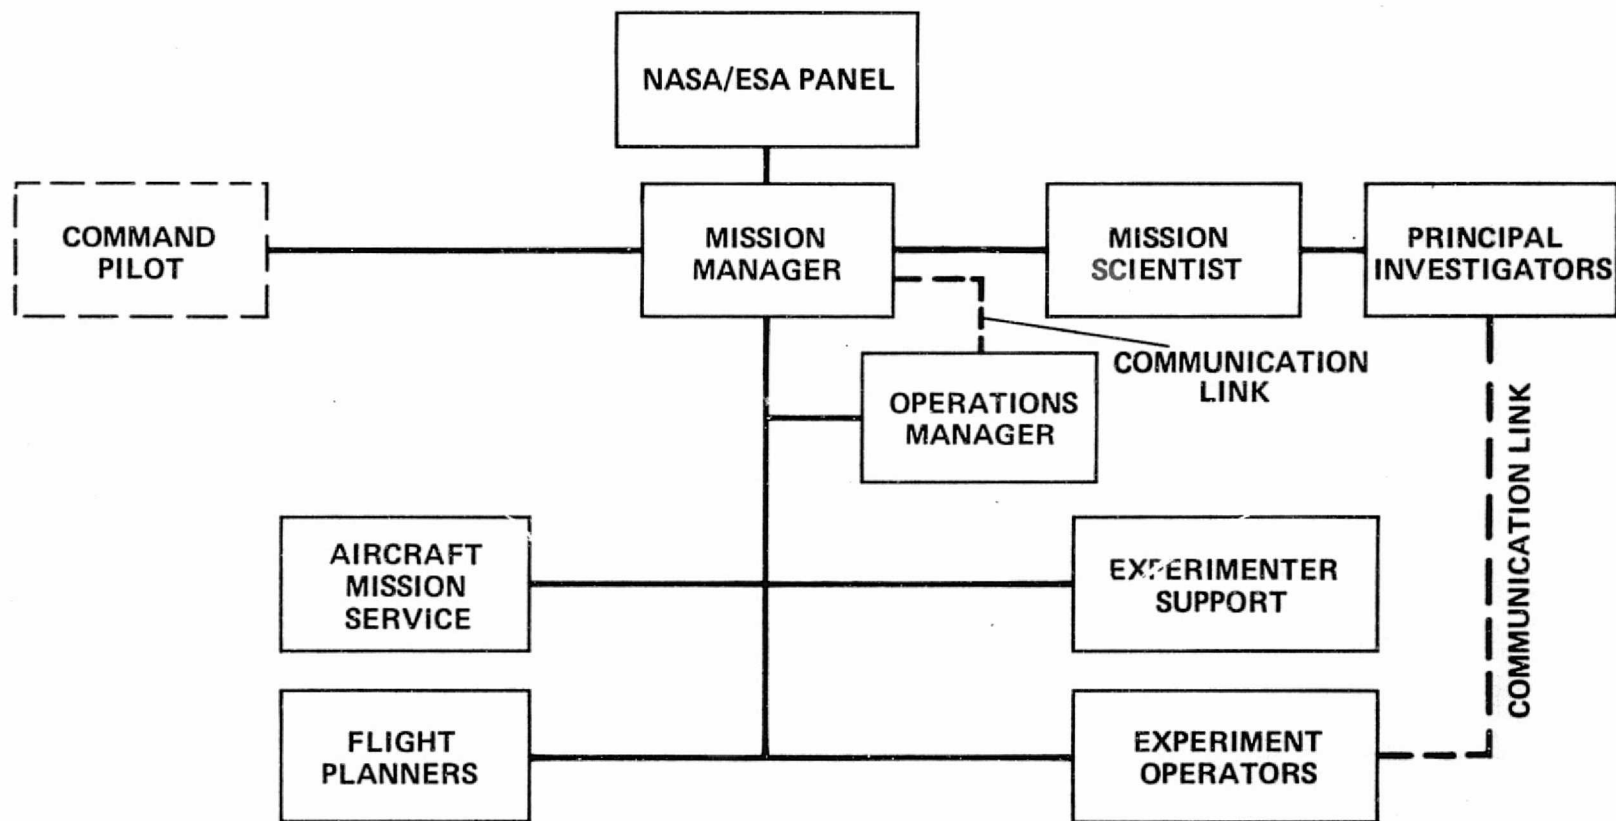 NASA/ESA PANEL
COMMAND
PILOT
MISSION
MANAGER
MISSION
SCIENTIST
PRINCIPAL
INVESTIGATORS
COMMUNICATION
LINK
OPERATIONS
MANAGER
COMMUNICATION LINK
AIRCRAFT
MISSION
SERVICE
EXPERIMENTER
SUPPORT
FLIGHT
PLANNERS
EXPERIMENT
OPERATORS